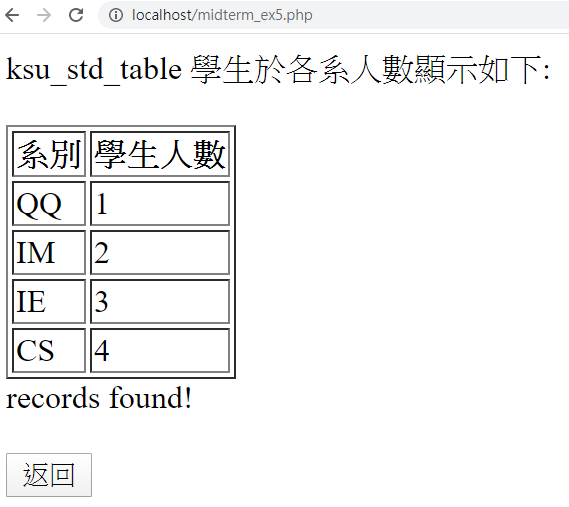 localhost/midterm_ex5.php
ksu_std_table 學生於各系人數顯示如下:
系別 學生人數
QQ 1
IM 2
IE 3
CS 4
records found!
返回